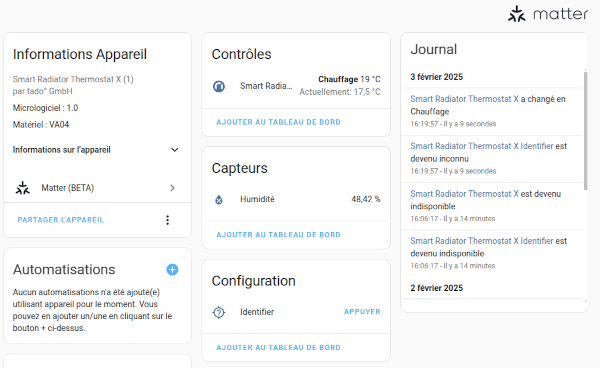 matter
Informations Appareil
Smart Radiator Thermostat X (1)
par tado° GmbH
Micrologiciel : 1.0
Matériel : VA04
Informations sur l'appareil
Matter (BETA)
PARTAGER L'APPAREIL
Automatisations
Aucun automatisations n'a été ajouté(e)
utilisant appareil pour le moment. Vous
pouvez en ajouter un/une en cliquant sur le
bouton + ci-dessus.
Contrôles
Smart Radia... Chauffage 19 °C
Actuellement: 17,5 °C
AJOUTER AU TABLEAU DE BORD
Capteurs
Humidité 48,42 %
AJOUTER AU TABLEAU DE BORD
Configuration
Identifier APPUYER
AJOUTER AU TABLEAU DE BORD
Journal
3 février 2025
Smart Radiator Thermostat X a changé en
Chauffage
16:19:57 - Il y a 9 secondes
Smart Radiator Thermostat X Identifier est
devenu inconnu
16:19:57 - Il y a 9 secondes
Smart Radiator Thermostat X est devenu
indisponible
16:06:17 - Il y a 14 minutes
Smart Radiator Thermostat X Identifier est
devenu indisponible
16:06:17 - Il y a 14 minutes
2 février 2025